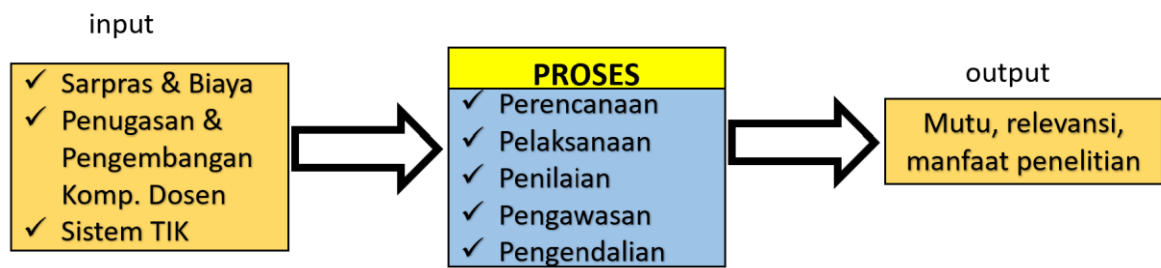 input
✓ Sarpras & Biaya
✓ Penugasan &
Pengembangan
Komp. Dosen
✓ Sistem TIK
PROSES
✓ Perencanaan
✓ Pelaksanaan
✓ Penilaian
✓ Pengawasan
✓ Pengendalian
output
Mutu, relevansi,
manfaat penelitian